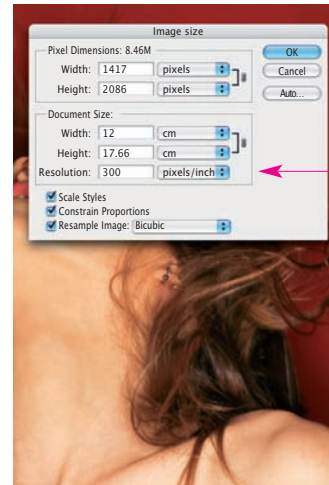 Image size
Pixel Dimensions: 8.46M
OK
Width: 1417 pixels
Cancel
Height: 2086 pixels
Auto...
Document Size:
Width: 12 cm
Height: 17.66 cm
Resolution: 300 pixels/inch
Scale Styles
Constrain Proportions
Resample Image: Bicubic